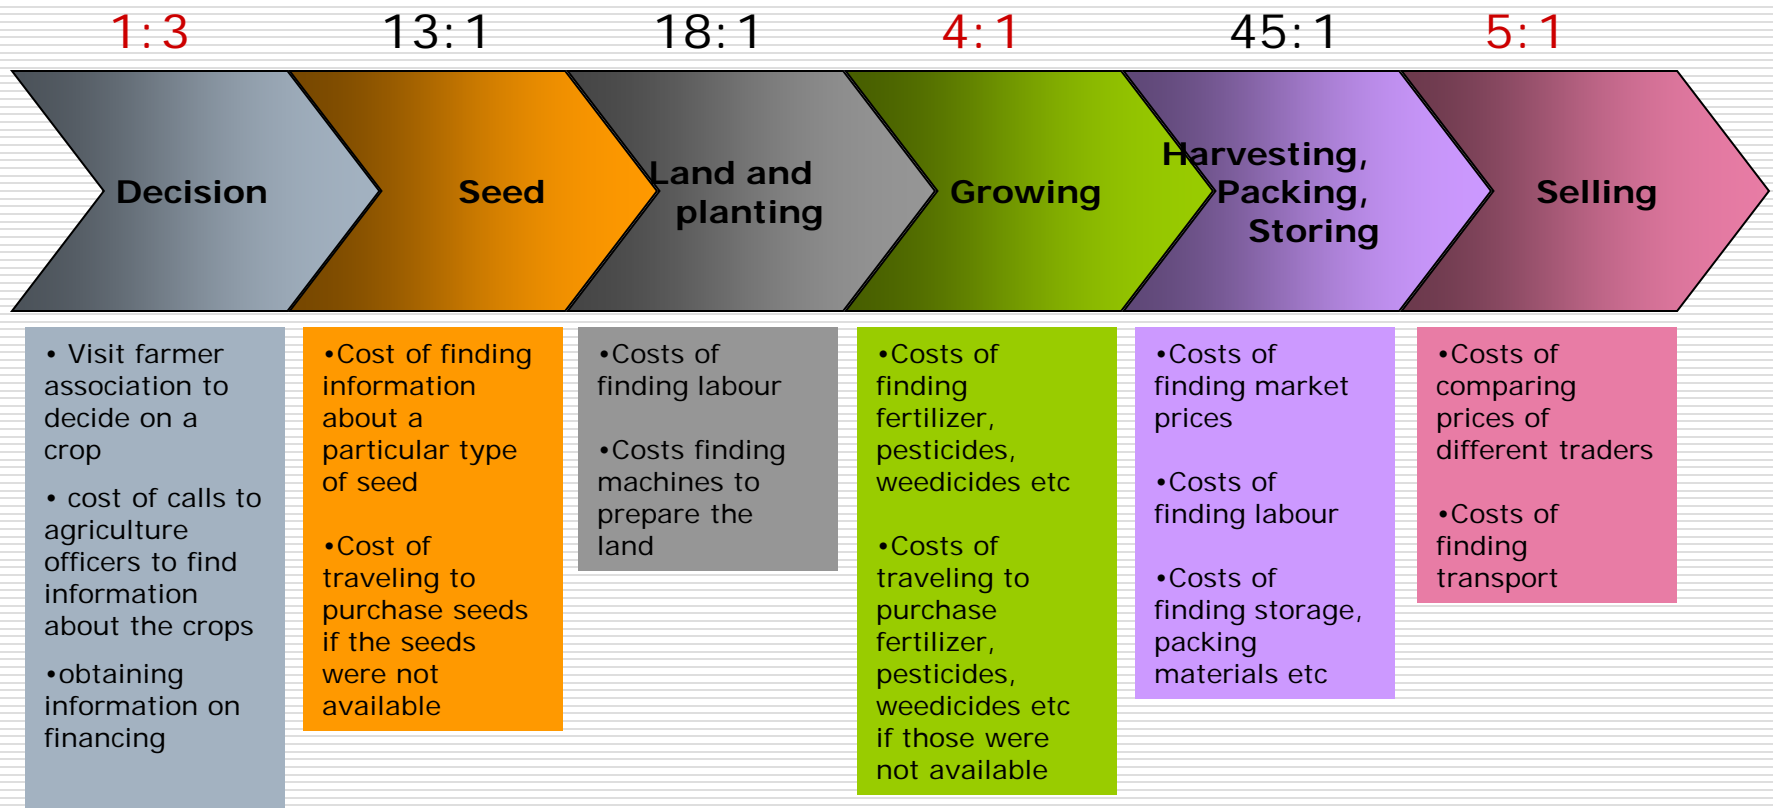 1:3
13:1
18:1
4:1
45:1
5:1
Decision
Seed
Land and
planting
Growing
Harvesting,
Packing,
Storing
Selling
• Visit farmer
association to
decide on a
crop
• cost of calls to
agriculture
officers to find
information
about the crops
•obtaining
information on
financing
•Cost of finding
information
about a
particular type
of seed
•Cost of
traveling to
purchase seeds
if the seeds
were not
available
•Costs of
finding labour
•Costs finding
machines to
prepare the
land
•Costs of
finding
fertilizer,
pesticides,
weedicides etc
•Costs of
traveling to
purchase
fertilizer,
pesticides,
weedicides etc
if those were
not available
•Costs of
finding market
prices
•Costs of
finding labour
•Costs of
finding storage,
packing
materials etc
•Costs of
comparing
prices of
different traders
•Costs of
finding
transport